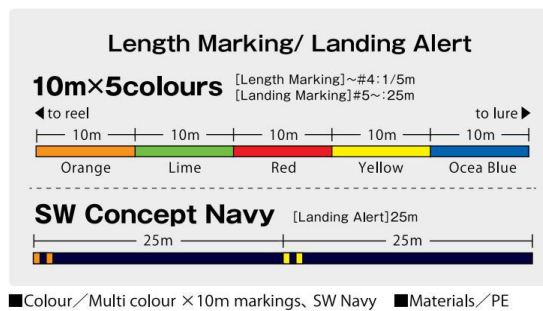 Length Marking/ Landing Alert
10m×5colours [Length Marking]~#4:1/5m
[Landing Marking]#5~:25m
◀to reel to lure▶
10m 10m 10m 10m 10m
Orange Lime Red Yellow Ocea Blue
SW Concept Navy [Landing Alert]25m
25m 25m
■Colour／Multi colour ×10m markings、SW Navy ■Materials／PE